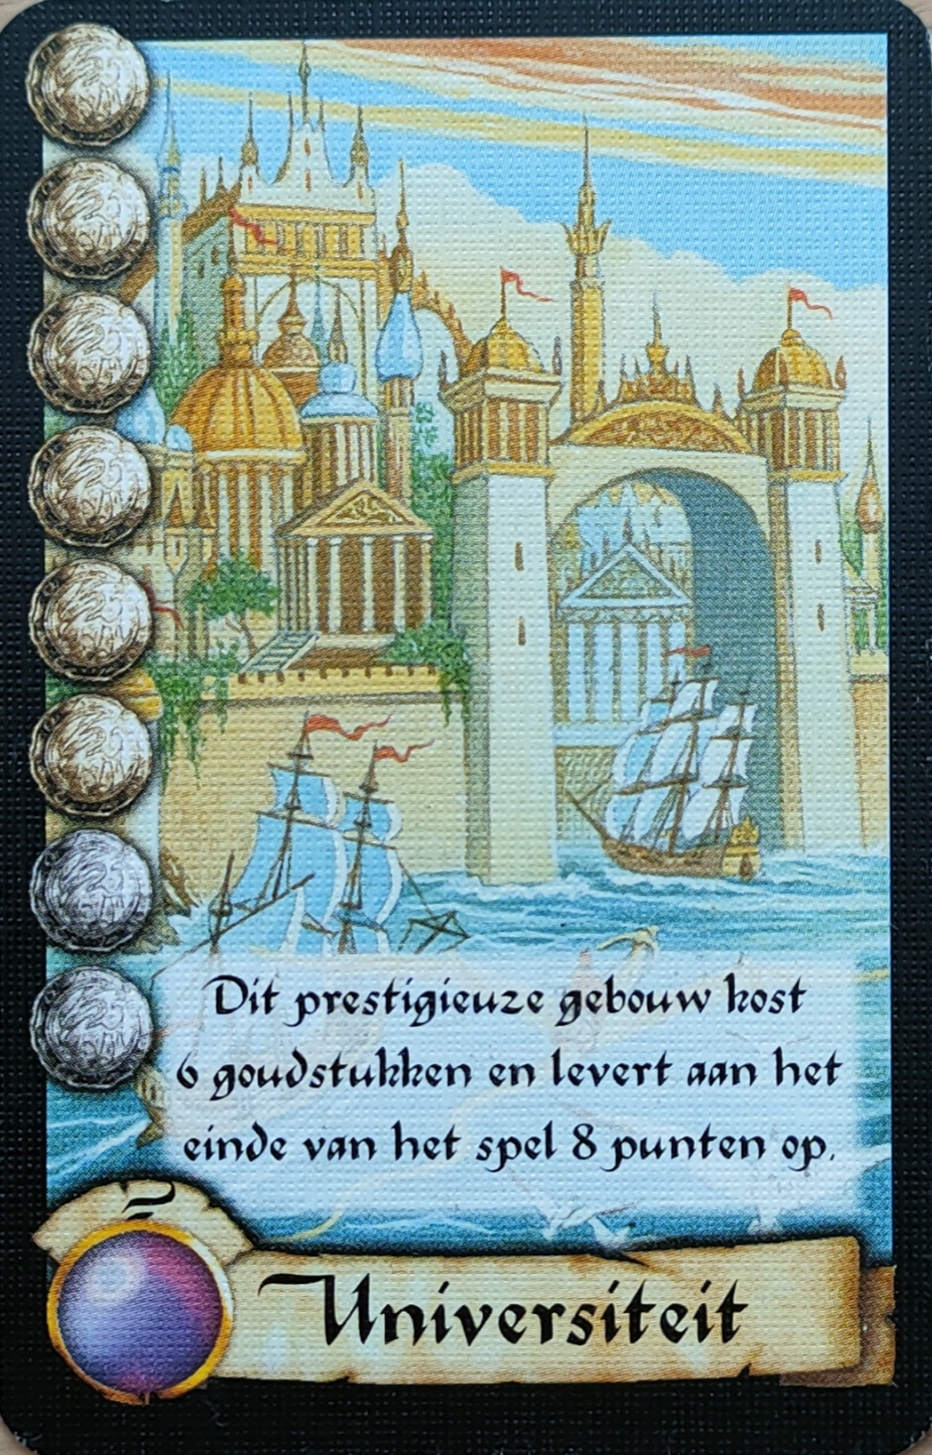 Dit prestigieuze gebouw kost
6 goudstukken en levert aan het
einde van het spel 8 punten op.
Universiteit